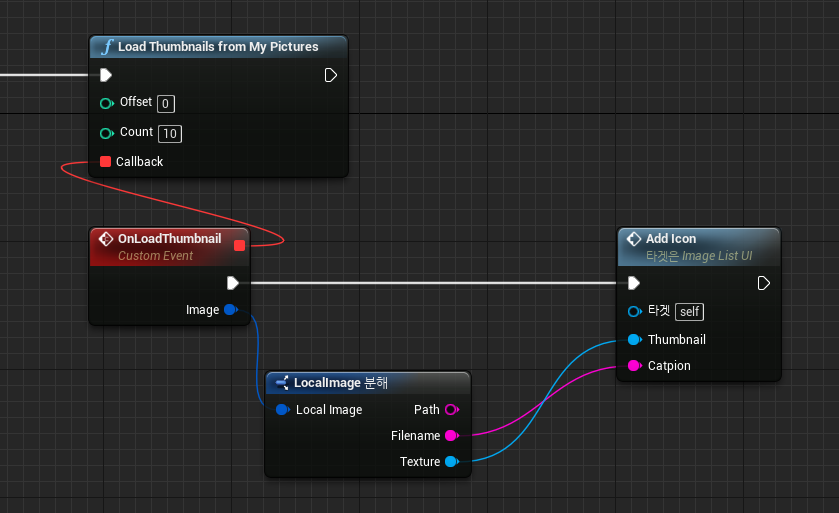 Load Thumbnails from My Pictures
Offset 0
Count 10
Callback
OnLoadThumbnail
Custom Event
Image
Add Icon
타겟은 Image List UI
타겟 self
Thumbnail
Catpion
LocalImage 분해
Local Image Path
Filename
Texture